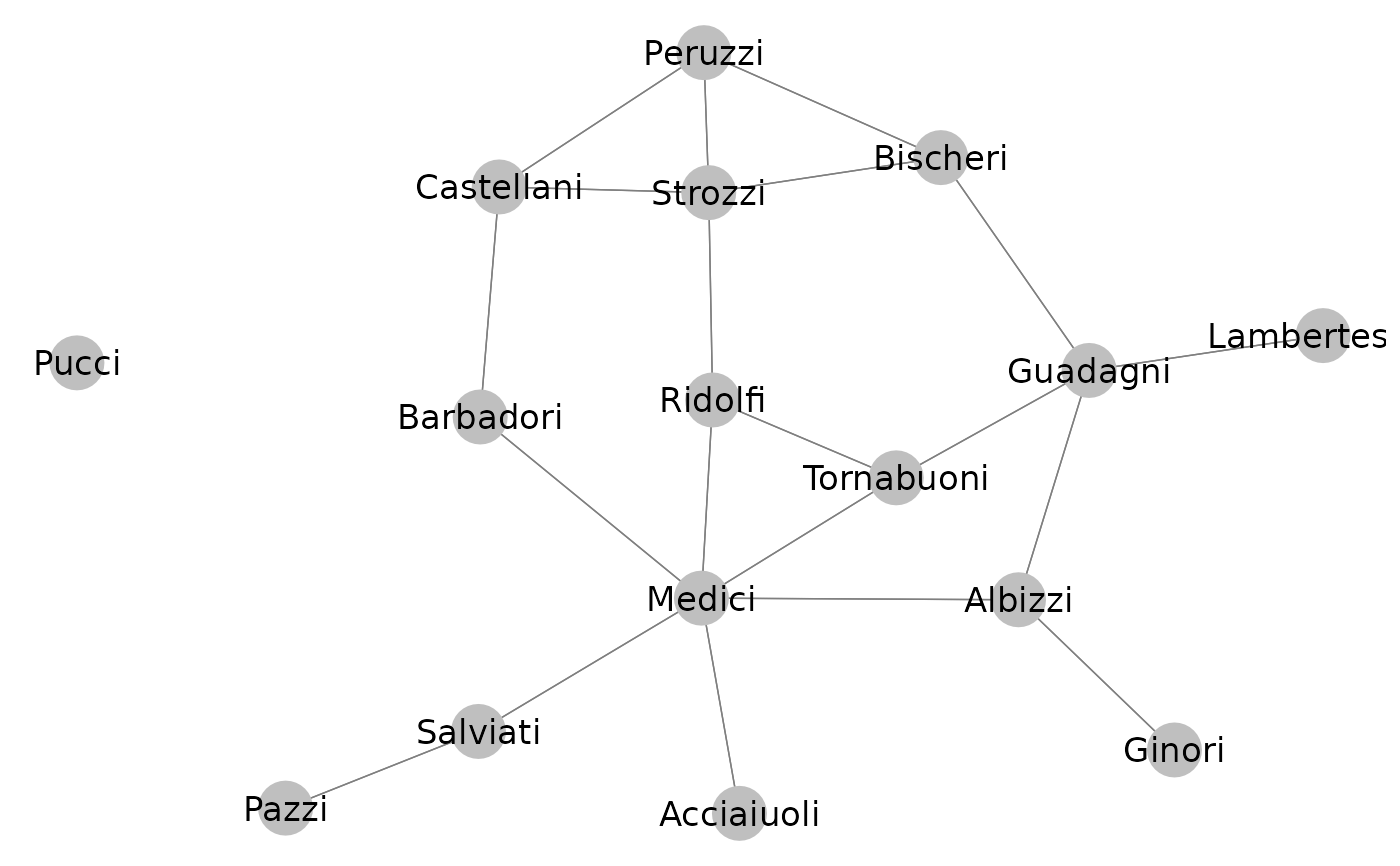 Peruzzi
Bischeri
Castellani
Strozzi
Lambertes
Pucci
Guadagni
Ridolfi
Barbadori
Tornabuoni
Medici
Albizzi
Salviati
Ginori
Pazzi
Acciaiuoli